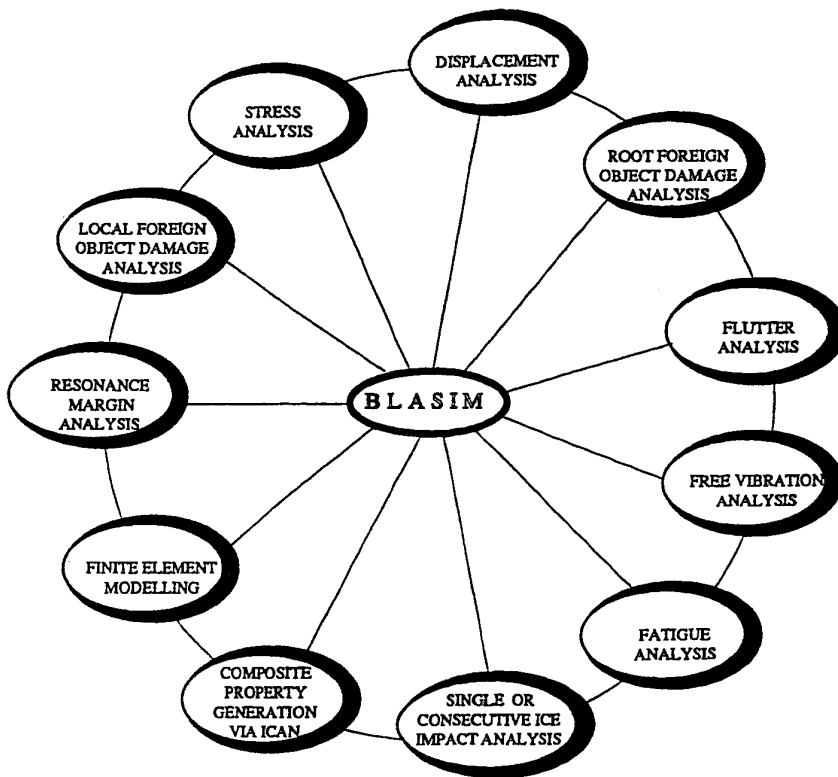 DISPLACEMENT
ANALYSIS
STRESS
ANALYSIS
ROOT FOREIGN
OBJECT DAMAGE
ANALYSIS
LOCAL FOREIGN
OBJECT DAMAGE
ANALYSIS
FLUTTER
ANALYSIS
RESONANCE
MARGIN
ANALYSIS
BLASIM
FREE VIBRATION
ANALYSIS
FINITE ELEMENT
MODELLING
FATIGUE
ANALYSIS
COMPOSITE
PROPERTY
GENERATION
VIA ICAN
SINGLE OR
CONSECUTIVE ICE
IMPACT ANALYSIS